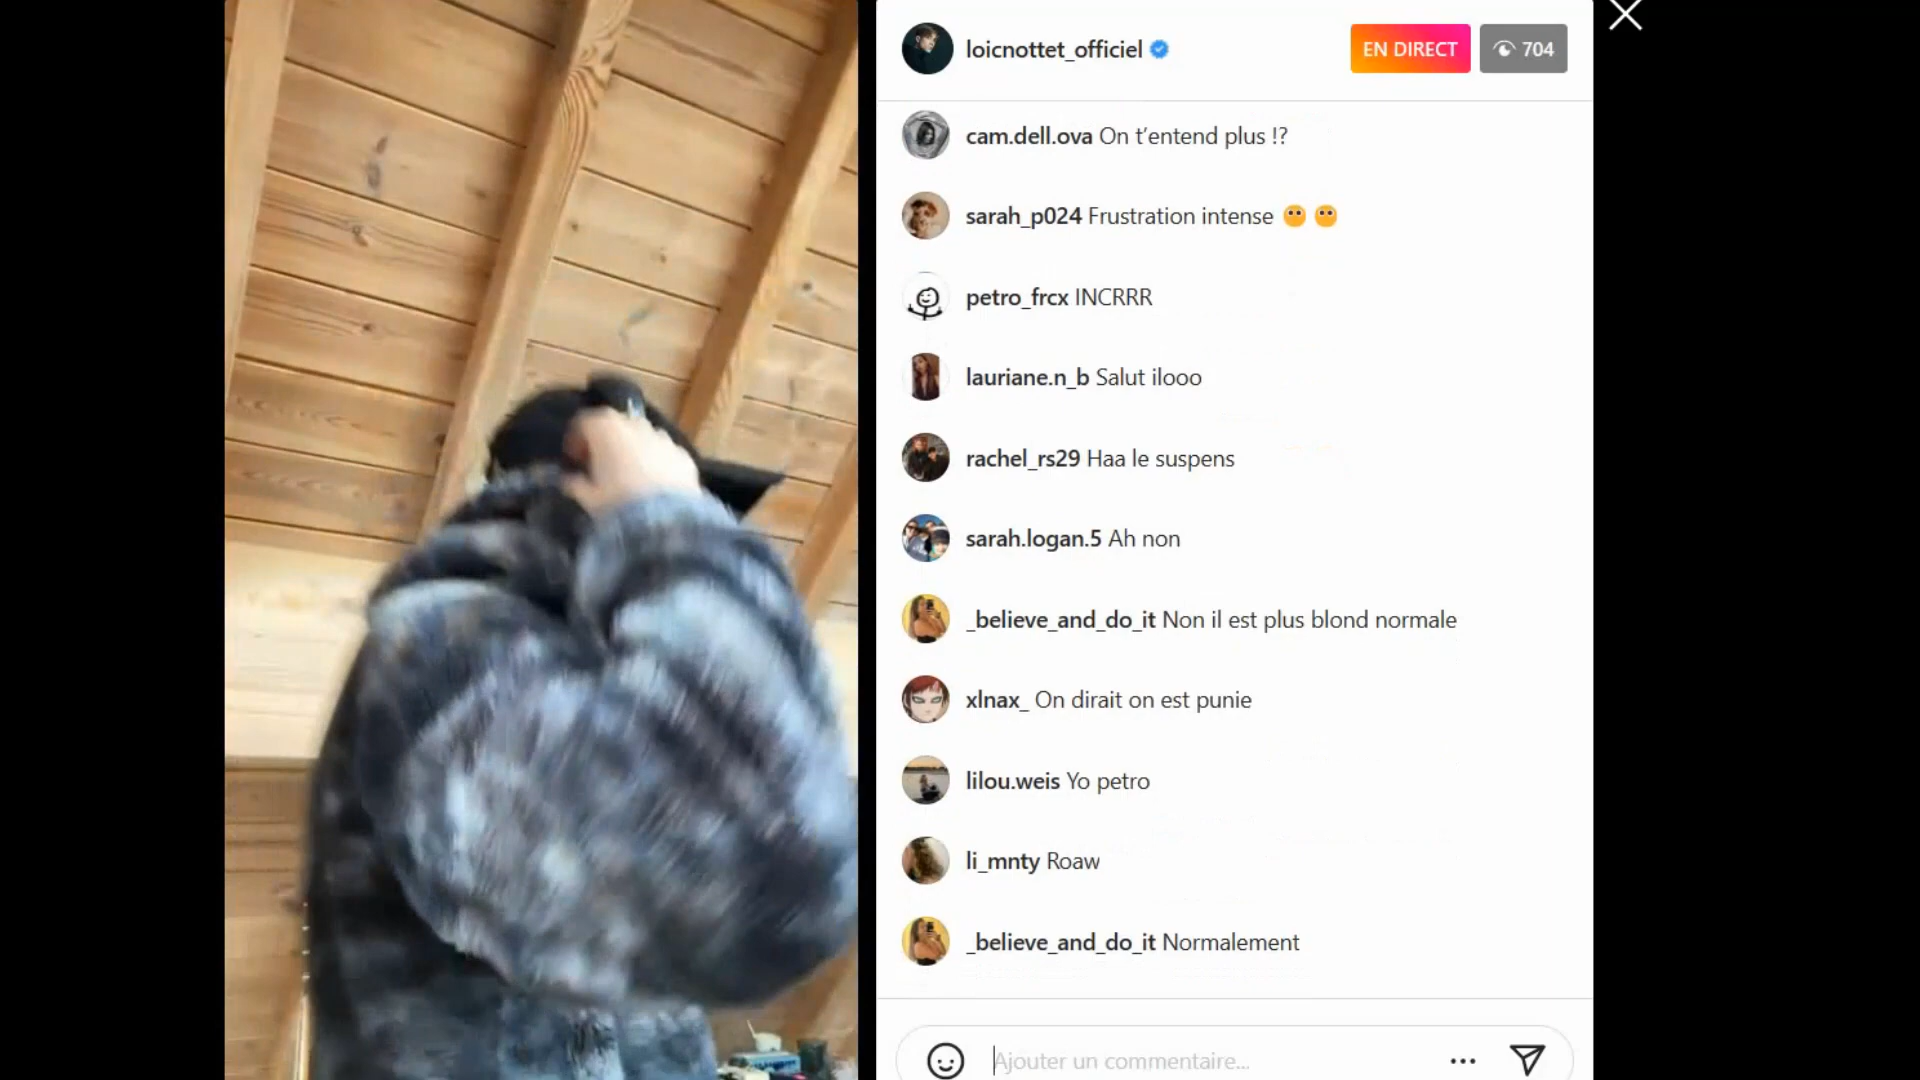 loicnottet_officiel
EN DIRECT
704
cam.dell.ova On t’entend plus !?
sarah_p024 Frustration intense 😶 😶
petro_frcx INCRRR
lauriane.n_b Salut ilooo
rachel_rs29 Haa le suspens
sarah.logan.5 Ah non
_believe_and_do_it Non il est plus blond normale
xlnax_ On dirait on est punie
lilou.weis Yo petro
li_mnty Roaw
_believe_and_do_it Normalement
Ajouter un commentaire...